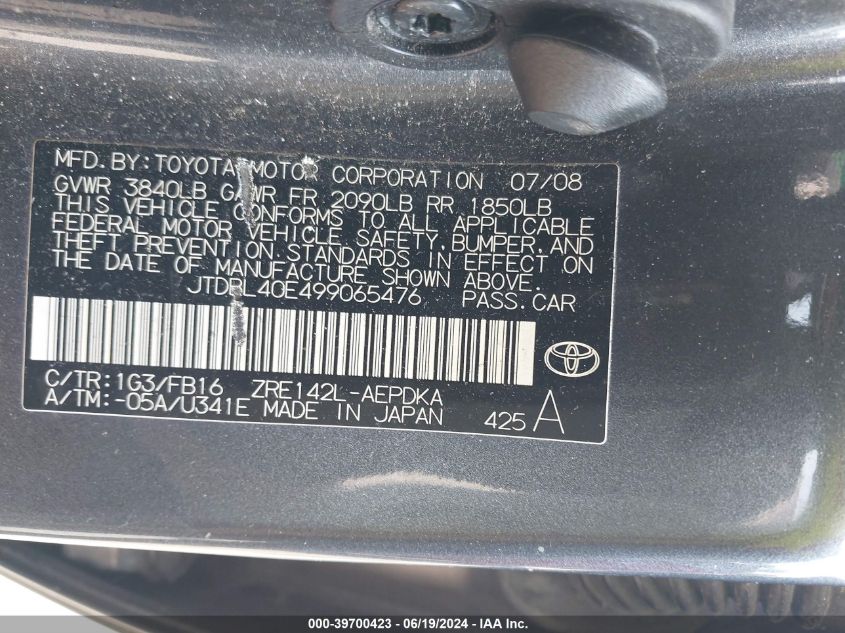 MFD. BY: TOYOTA MOTOR CORPORATION 07/08
GVWR 3840LB GAWR FR 2090LB RR 1850LB
THIS VEHICLE CONFORMS TO ALL APPLICABLE
FEDERAL MOTOR VEHICLE SAFETY, BUMPER, AND
THEFT PREVENTION STANDARDS IN EFFECT ON
THE DATE OF MANUFACTURE SHOWN ABOVE.
JTDBL40E499065476 PASS.CAR
C/TR: 1G3/FB16 ZRE142L-AEPDKA
A/TM: -05A/U341E MADE IN JAPAN 425 A
000-39700423 - 06/19/2024 - IAA Inc.